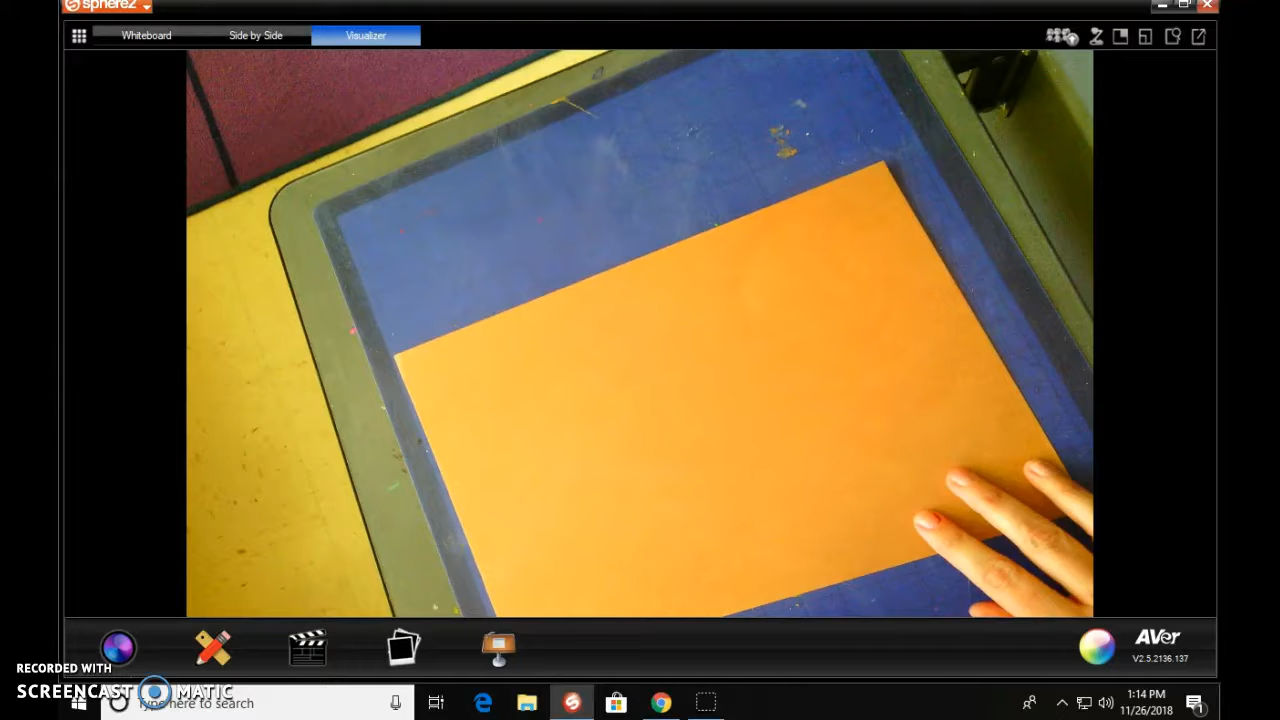 sphere2
Whiteboard
Side by Side
Visualizer
AVer
V2.5.2136.137
RECORDED WITH
SCREENCAST MATIC
Type here to search
1:14 PM
11/26/2018
1